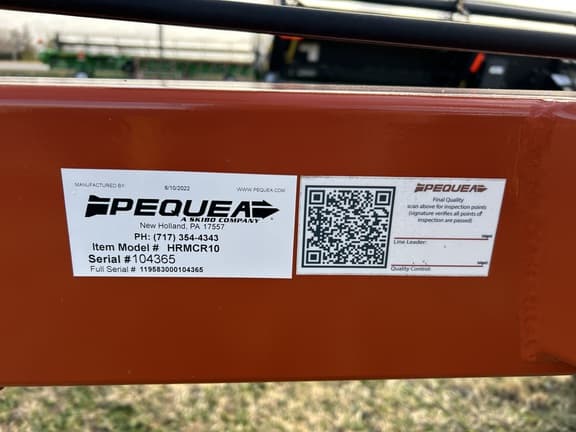 MANUFACTURED BY
6/10/2022
WWW.PEQUEA.COM
PEQUEA
A SKIBO COMPANY
New Holland, PA 17557
PH: (717) 354-4343
Item Model # HRMCR10
Serial #104365
Full Serial # 119583000104365
PEQUEA
Final Quality
scan above for inspection points
(signature verifies all points of
inspection are passed)
Line Leader:
Quality Control: